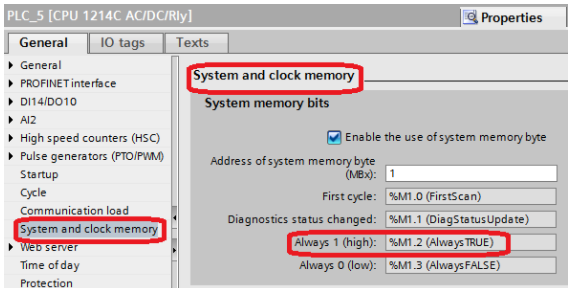 PLC_5 [CPU 1214C AC/DC/Rly]
Properties
General IO tags Texts
General
PROFINET interface
DI14/DO10
AI2
High speed counters (HSC)
Pulse generators (PTO/PWM)
Startup
Cycle
Communication load
System and clock memory
Web server
Time of day
Protection
System and clock memory
System memory bits
Enable the use of system memory byte
Address of system memory byte
(MBx): 1
First cycle: %M1.0 (FirstScan)
Diagnostics status changed: %M1.1 (DiagStatusUpdate)
Always 1 (high): %M1.2 (AlwaysTRUE)
Always 0 (low): %M1.3 (AlwaysFALSE)